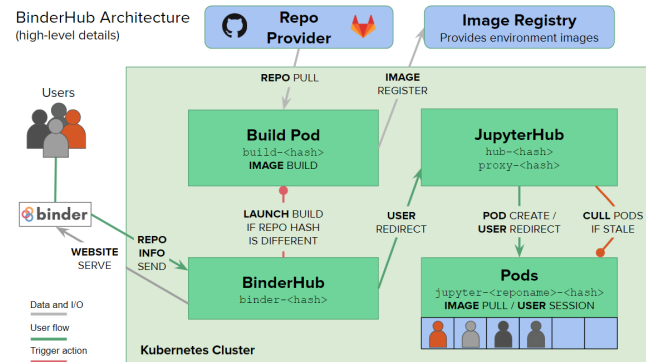 BinderHub Architecture
(high-level details)
Repo
Provider
Image Registry
Provides environment images
Users
REPO PULL
IMAGE
REGISTER
Build Pod
build-<hash>
IMAGE BUILD
JupyterHub
hub-<hash>
proxy-<hash>
binder
LAUNCH BUILD
IF REPO HASH
IS DIFFERENT
USER
REDIRECT
POD CREATE /
USER REDIRECT
CULL PODS
IF STALE
WEBSITE
SERVE
REPO
INFO
SEND
BinderHub
binder-<hash>
Pods
jupyter-<reponame>-<hash>
IMAGE PULL / USER SESSION
Data and I/O
User flow
Trigger action
Kubernetes Cluster